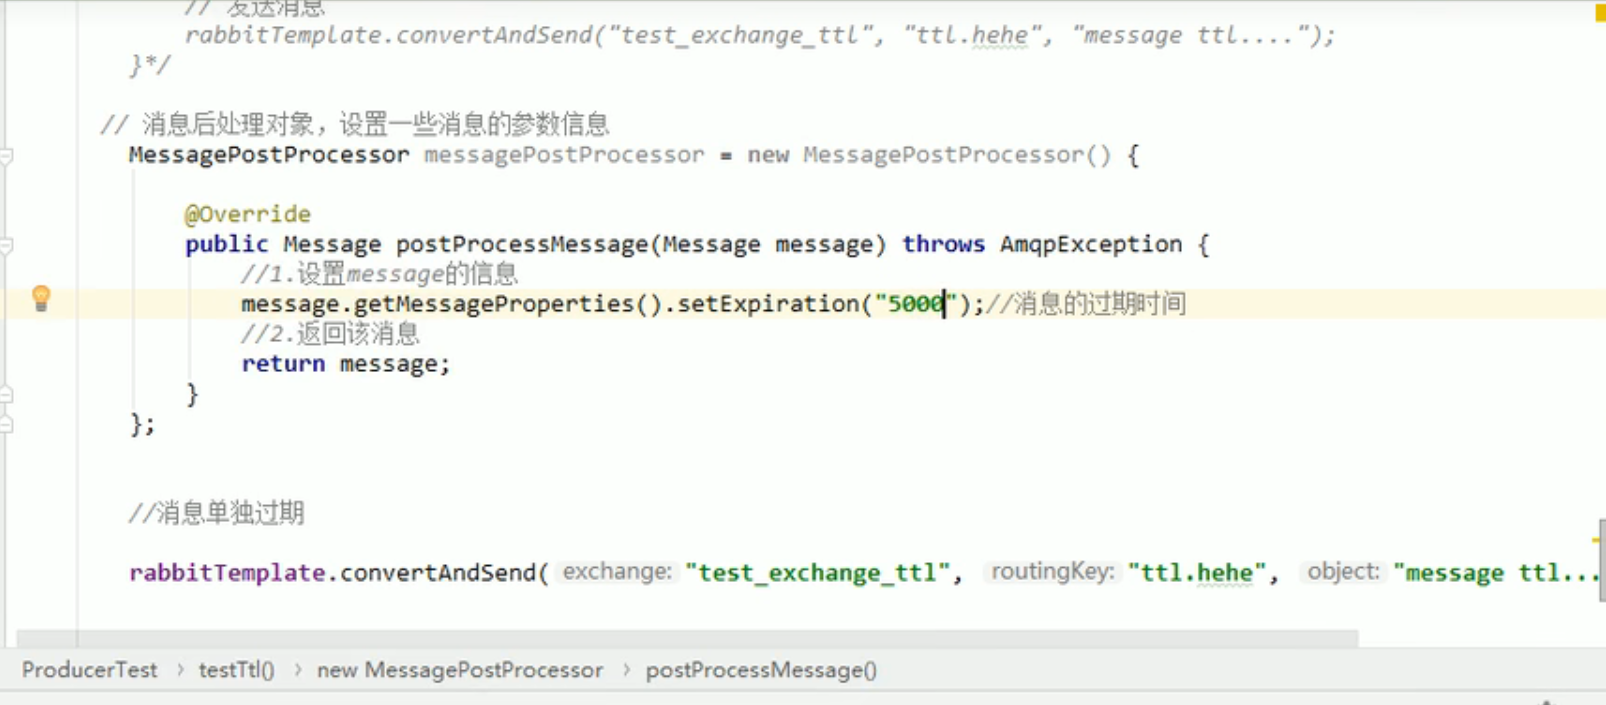 // 发送消息
rabbitTemplate.convertAndSend("test_exchange_ttl", "ttl.hehe", "message ttl....");
}*/
// 消息后处理对象，设置一些消息的参数信息
MessagePostProcessor messagePostProcessor = new MessagePostProcessor() {
@Override
public Message postProcessMessage(Message message) throws AmqpException {
//1.设置message的信息
message.getMessageProperties().setExpiration("5000");//消息的过期时间
//2.返回该消息
return message;
}
};
//消息单独过期
rabbitTemplate.convertAndSend( exchange: "test_exchange_ttl", routingKey: "ttl.hehe", object: "message ttl...
ProducerTest › testTtl() › new MessagePostProcessor › postProcessMessage()